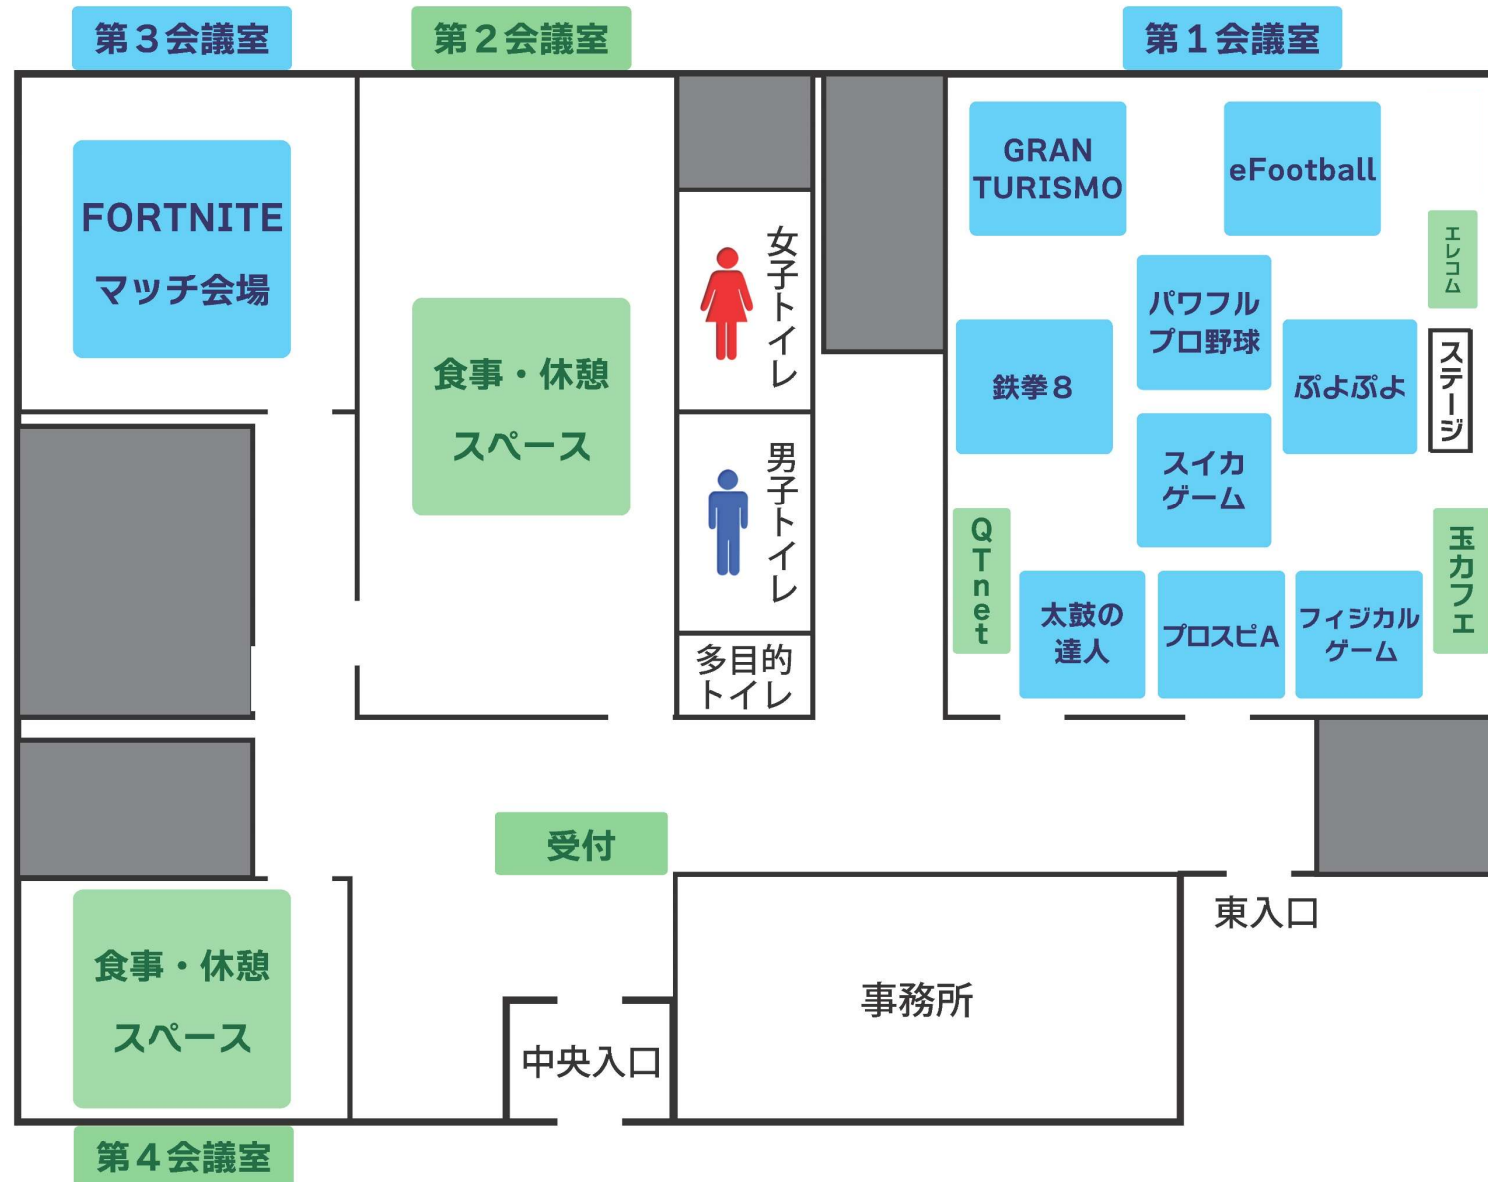 第３会議室
第２会議室
第１会議室
FORTNITE
マッチ会場
食事・休憩
スペース
女子トイレ
男子トイレ
多目的
トイレ
GRAN
TURISMO
eFootball
エレコム
パワフル
プロ野球
鉄拳８
ぷよぷよ
ステージ
スイカ
ゲーム
QTnet
玉カフェ
太鼓の
達人
プロスピA
フィジカル
ゲーム
受付
東入口
食事・休憩
スペース
事務所
中央入口
第４会議室